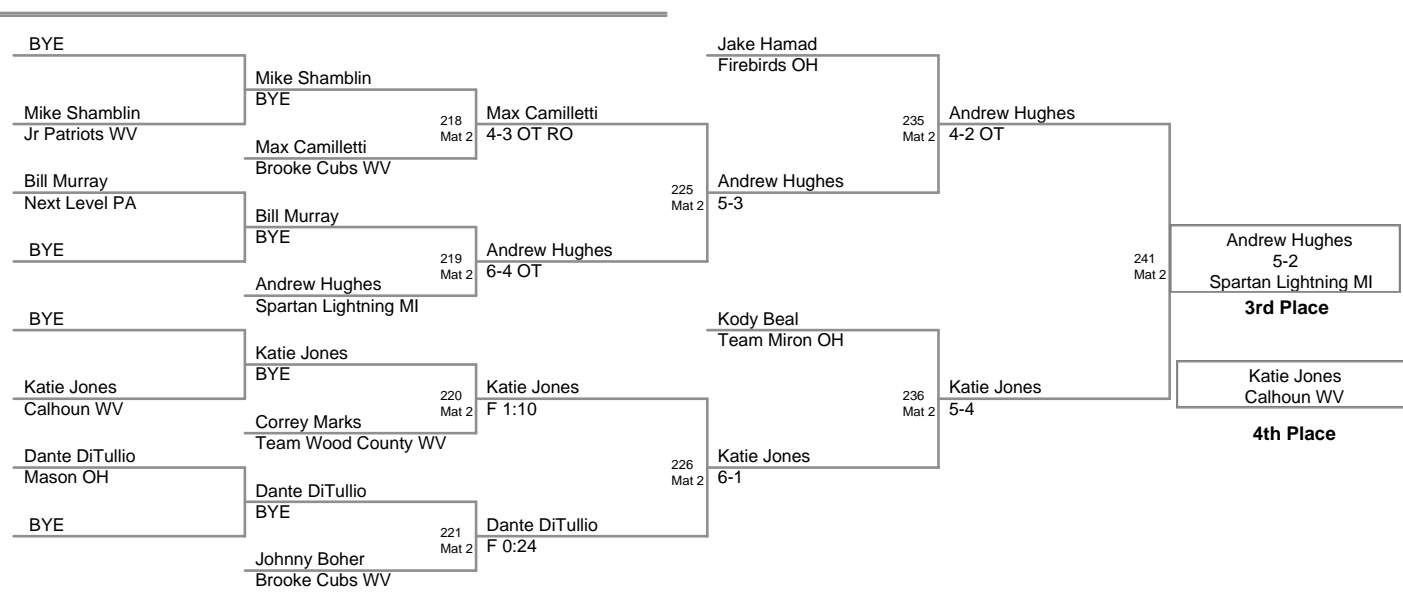 BYE
Mike Shamblin
Jr Patriots WV
Bill Murray
Next Level PA
BYE
BYE
Katie Jones
Calhoun WV
Dante DiTullio
Mason OH
BYE
Mike Shamblin
BYE
218
Mat 2
Max Camilletti
Brooke Cubs WV
Bill Murray
BYE
219
Mat 2
Andrew Hughes
Spartan Lightning MI
Katie Jones
BYE
220
Mat 2
Correy Marks
Team Wood County WV
Dante DiTullio
BYE
221
Mat 2
Johnny Boher
Brooke Cubs WV
Max Camilletti
4-3 OT RO
225
Mat 2
Andrew Hughes
6-4 OT
Katie Jones
F 1:10
226
Mat 2
Dante DiTullio
F 0:24
Jake Hamad
Firebirds OH
235
Mat 2
Andrew Hughes
5-3
Kody Beal
Team Miron OH
236
Mat 2
Katie Jones
6-1
Andrew Hughes
4-2 OT
241
Mat 2
Katie Jones
5-4
Andrew Hughes
5-2
Spartan Lightning MI
3rd Place
Katie Jones
Calhoun WV
4th Place